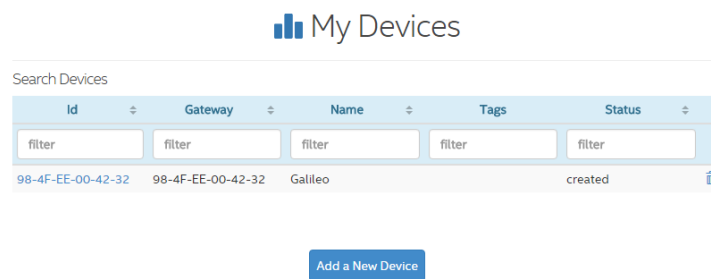 My Devices
Search Devices
Id Gateway Name Tags Status
filter filter filter filter filter
98-4F-EE-00-42-32 98-4F-EE-00-42-32 Galileo created
Add a New Device